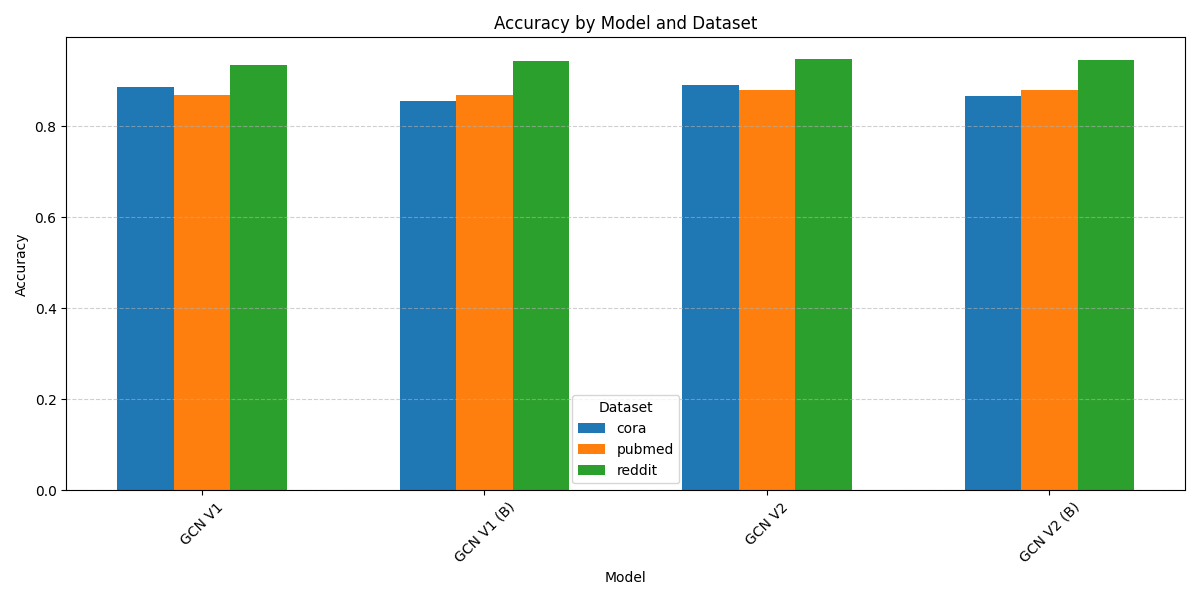 Accuracy by Model and Dataset
Accuracy
0.8
0.6
0.4
0.2
0.0
Dataset
cora
pubmed
reddit
GCN V1
GCN V1 (B)
GCN V2
GCN V2 (B)
Model